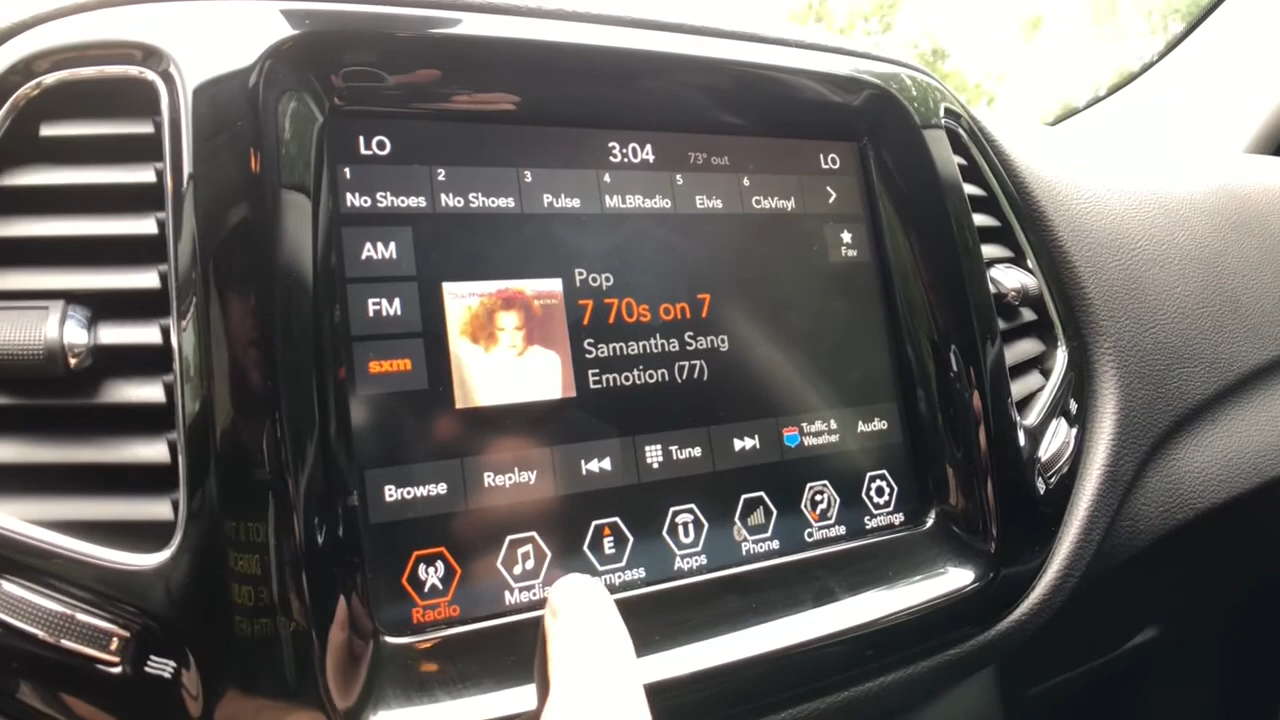 LO 3:04 73° out LO
1 2 3 4 5 6
No Shoes No Shoes Pulse MLBRadio Elvis ClsVinyl
AM
Fav
Pop
FM
7 70s on 7
Samantha Sang
sxm
Emotion (77)
Browse Replay Tune Traffic & Weather Audio
U
E
Radio Media mpass Apps Phone Climate Settings